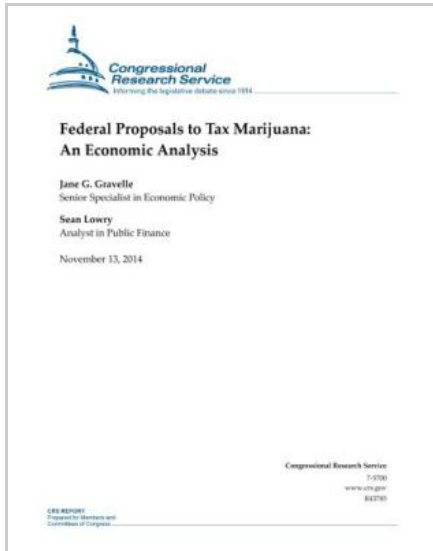 Congressional
Research Service
Informing the legislative debate since 1914
Federal Proposals to Tax Marijuana:
An Economic Analysis
Jane G. Gravelle
Senior Specialist in Economic Policy
Sean Lowry
Analyst in Public Finance
November 13, 2014
Congressional Research Service
7-5700
www.crs.gov
R43785
CRS REPORT
Prepared for Members and
Committees of Congress